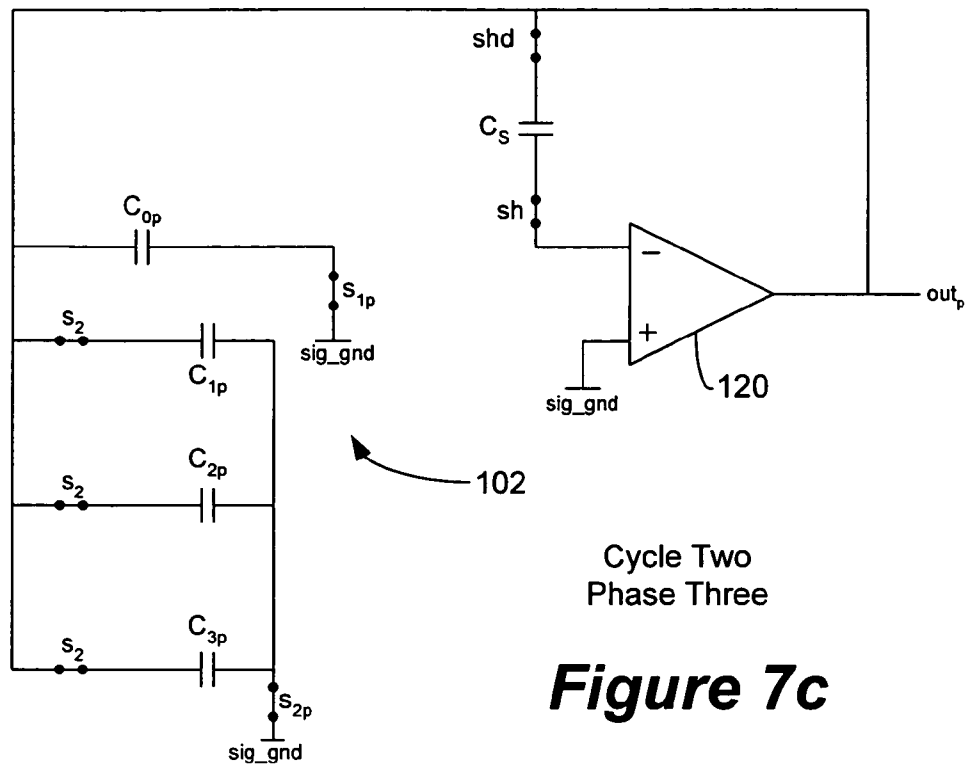 shd
C_S
sh
C_0p
−
s_1p
out_p
s_2
sig_gnd
+
C_1p
120
sig_gnd
C_2p
s_2
102
Cycle Two
Phase Three
C_3p
s_2
s_2p
Figure 7c
sig_gnd